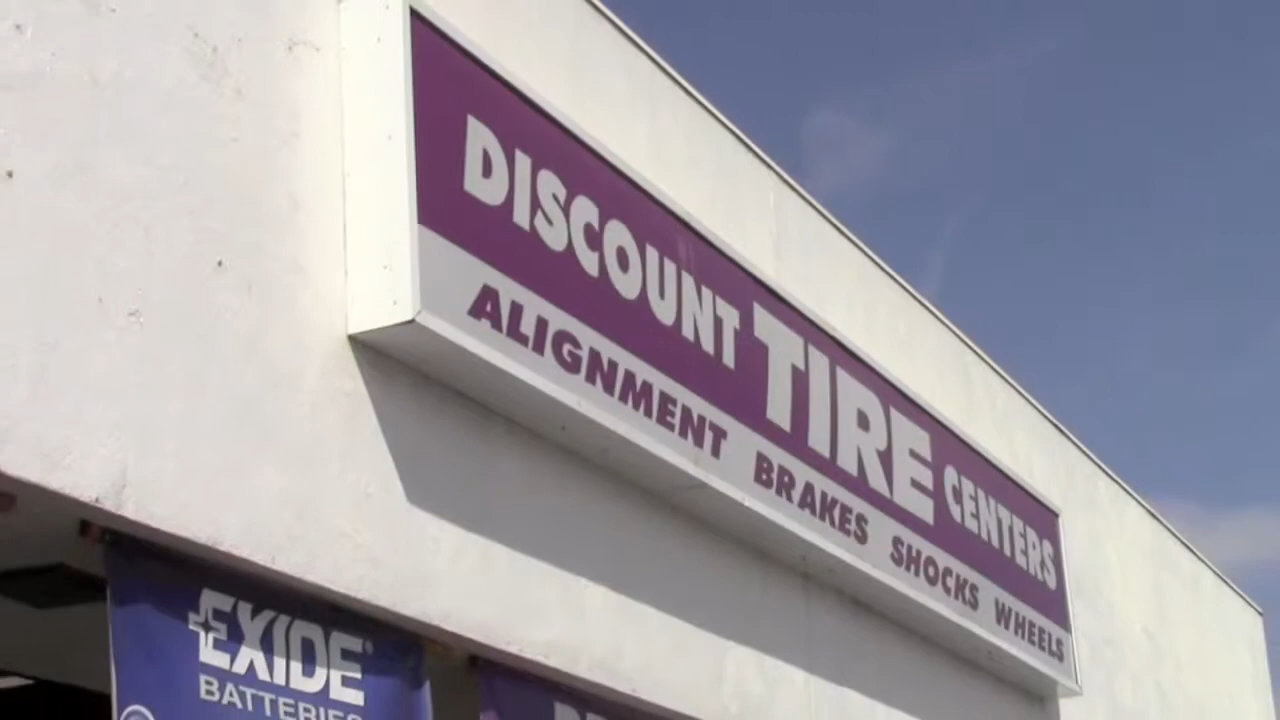 DISCOUNT TIRE CENTERS
ALIGNMENT BRAKES SHOCKS WHEELS
EXIDE
BATTERIES